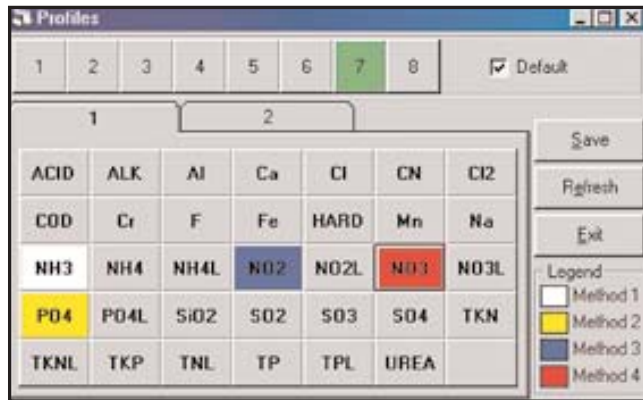 Profiles
1 2 3 4 5 6 7 8 Default
1 2
Save
ACID ALK Al Ca Cl CN Cl2
Refresh
COD Cr F Fe HARD Mn Na
Exit
NH3 NH4 NH4L NO2 NO2L NO3 NO3L
Legend
Method 1
PO4 PO4L SiO2 SO2 SO3 SO4 TKN
Method 2
Method 3
TKNL TKP TNL TP TPL UREA
Method 4